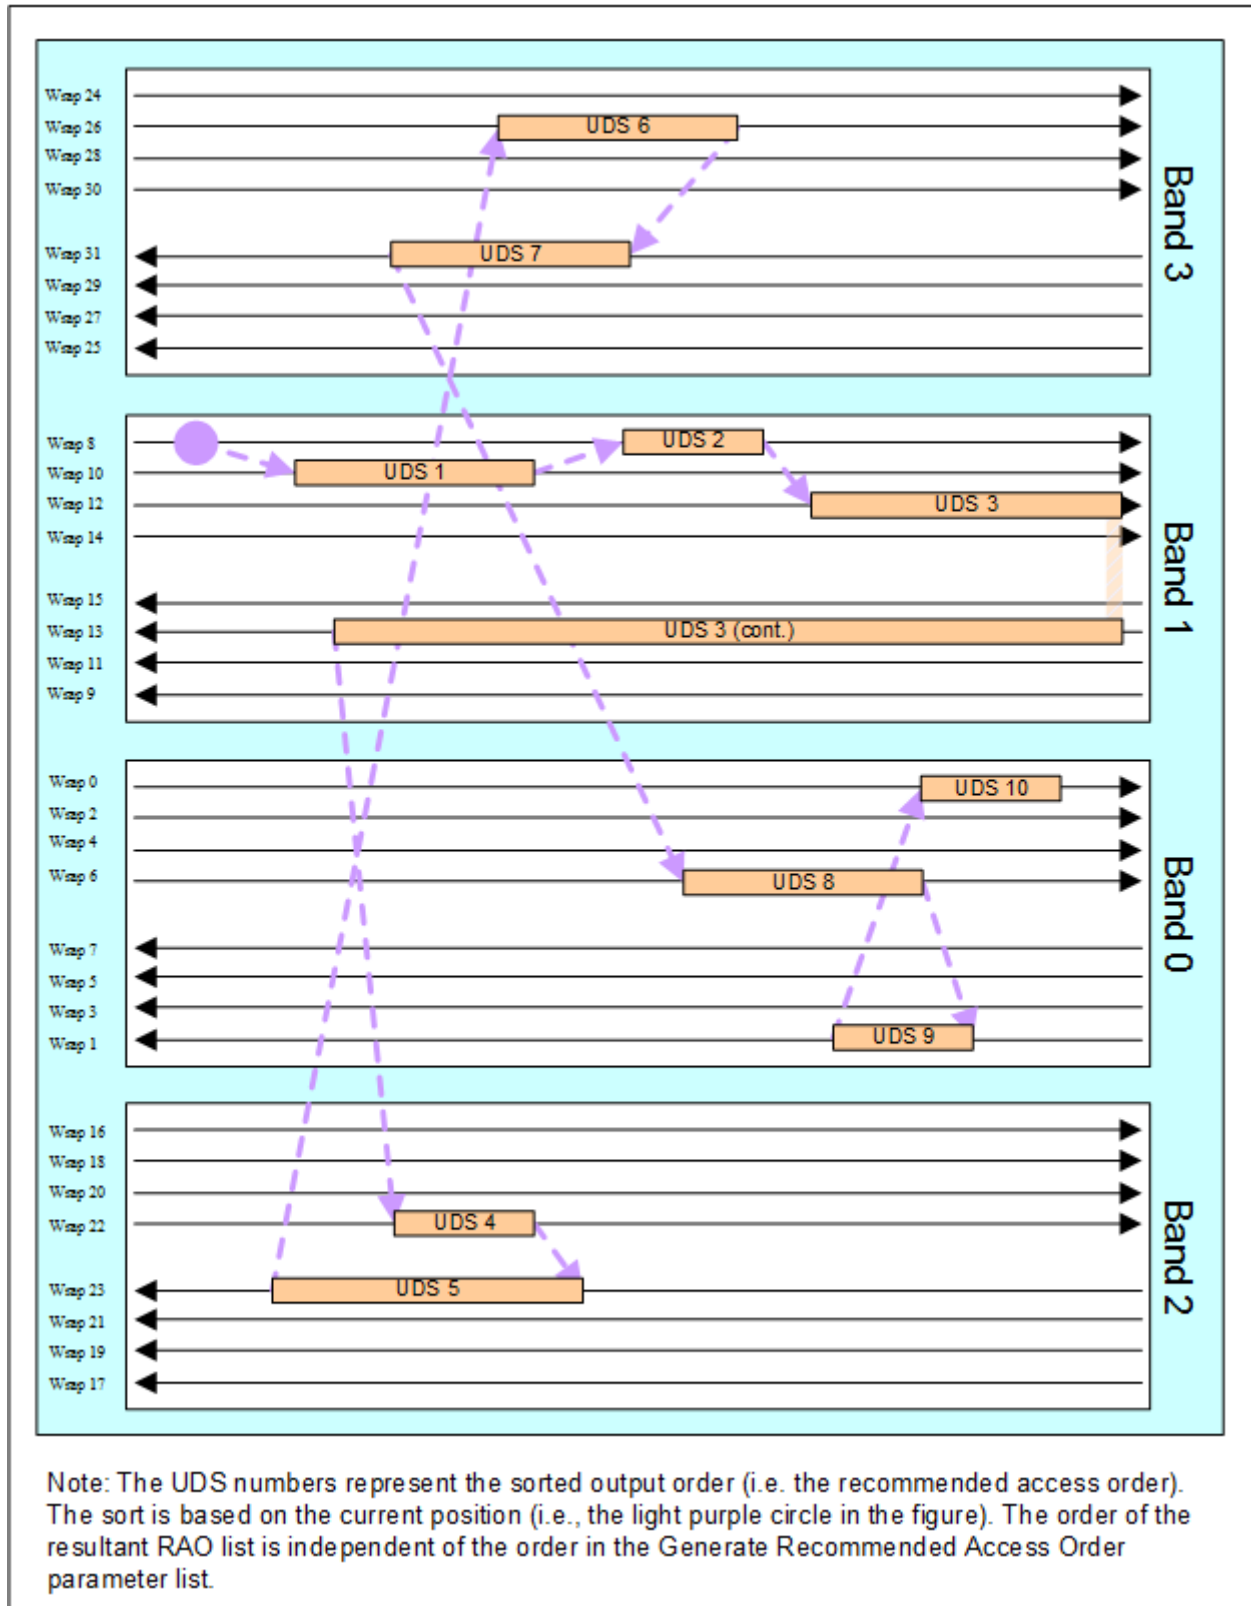 Wrap 24
Wrap 26
UDS 6
Wrap 28
Wrap 30
Wrap 31
UDS 7
Wrap 29
Wrap 27
Wrap 25
Band 3
Wrap 8
UDS 2
Wrap 10
UDS 1
Wrap 12
UDS 3
Wrap 14
Wrap 15
Wrap 13
UDS 3 (cont.)
Wrap 11
Wrap 9
Band 1
Wrap 0
UDS 10
Wrap 2
Wrap 4
Wrap 6
UDS 8
Wrap 7
Wrap 5
Wrap 3
Wrap 1
UDS 9
Band 0
Wrap 16
Wrap 18
Wrap 20
Wrap 22
UDS 4
Wrap 23
UDS 5
Wrap 21
Wrap 19
Wrap 17
Band 2
Note: The UDS numbers represent the sorted output order (i.e. the recommended access order).
The sort is based on the current position (i.e., the light purple circle in the figure). The order of the
resultant RAO list is independent of the order in the Generate Recommended Access Order
parameter list.